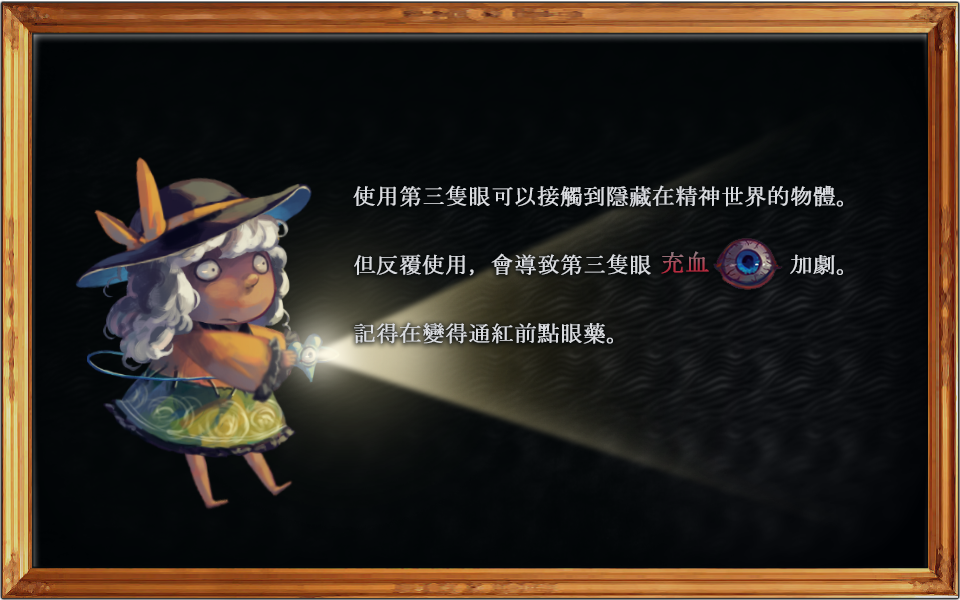 使用第三隻眼可以接觸到隱藏在精神世界的物體。
但反覆使用，會導致第三隻眼 充血 加劇。
記得在變得通紅前點眼藥。